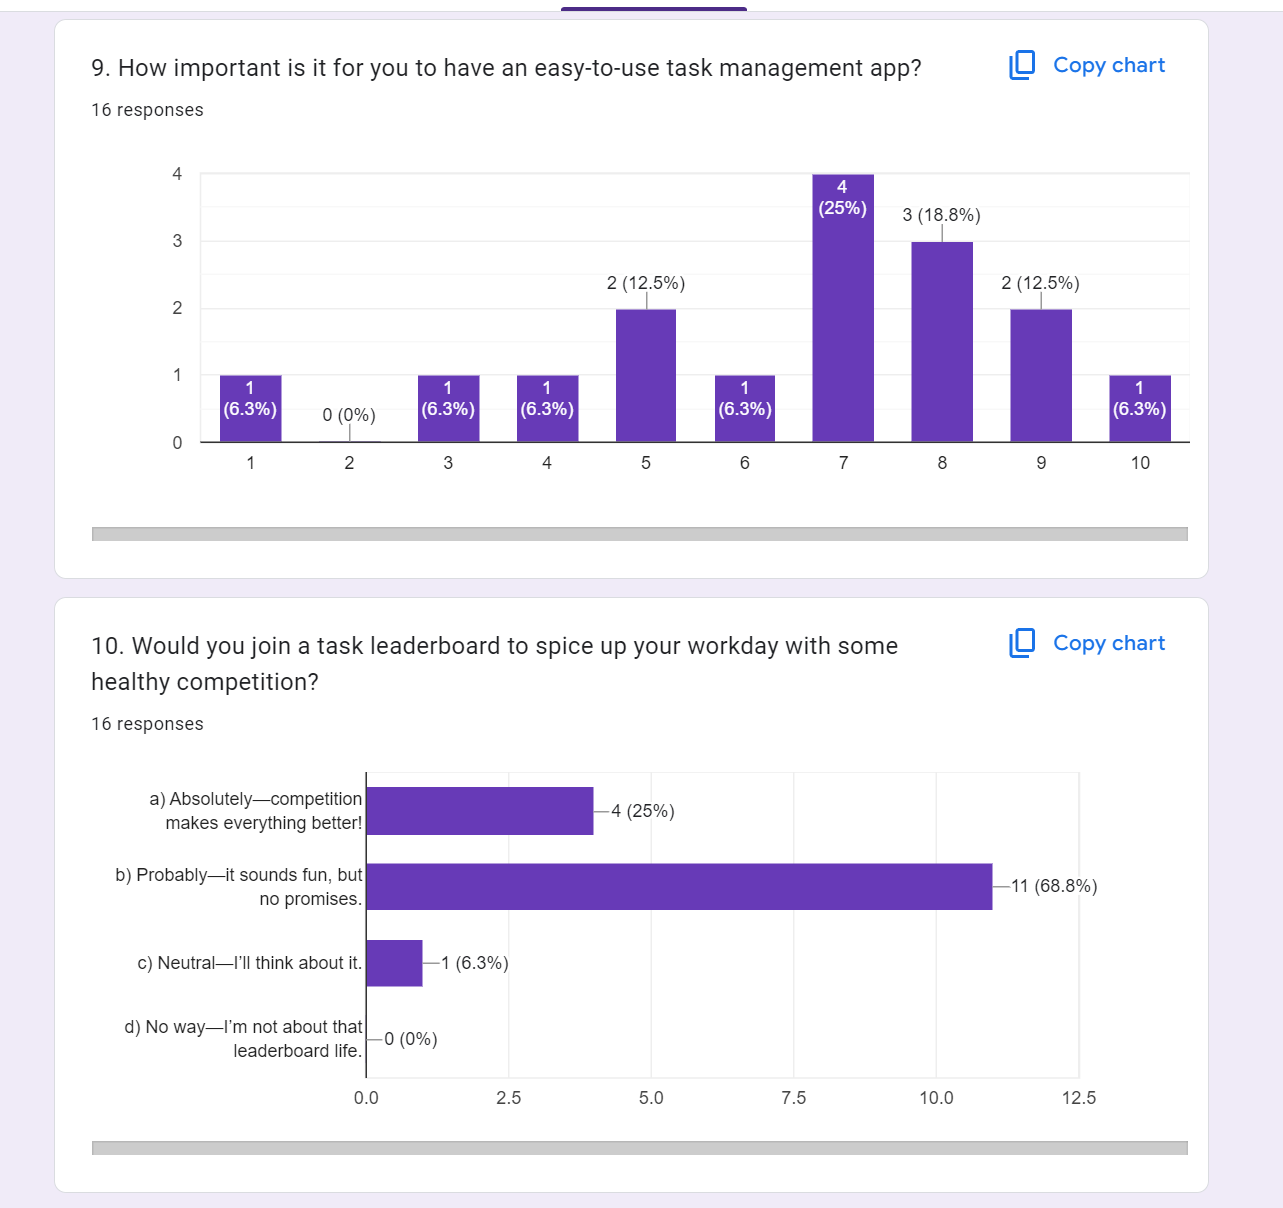 9. How important is it for you to have an easy-to-use task management app?
Copy chart
16 responses
4
3
2
1
0
1
(6.3%)
0 (0%)
1
(6.3%)
1
(6.3%)
2 (12.5%)
1
(6.3%)
4
(25%)
3 (18.8%)
2 (12.5%)
1
(6.3%)
1 2 3 4 5 6 7 8 9 10
10. Would you join a task leaderboard to spice up your workday with some
healthy competition?
Copy chart
16 responses
a) Absolutely—competition
makes everything better!
4 (25%)
b) Probably—it sounds fun, but
no promises.
11 (68.8%)
c) Neutral—I’ll think about it.
1 (6.3%)
d) No way—I’m not about that
leaderboard life.
0 (0%)
0.0 2.5 5.0 7.5 10.0 12.5